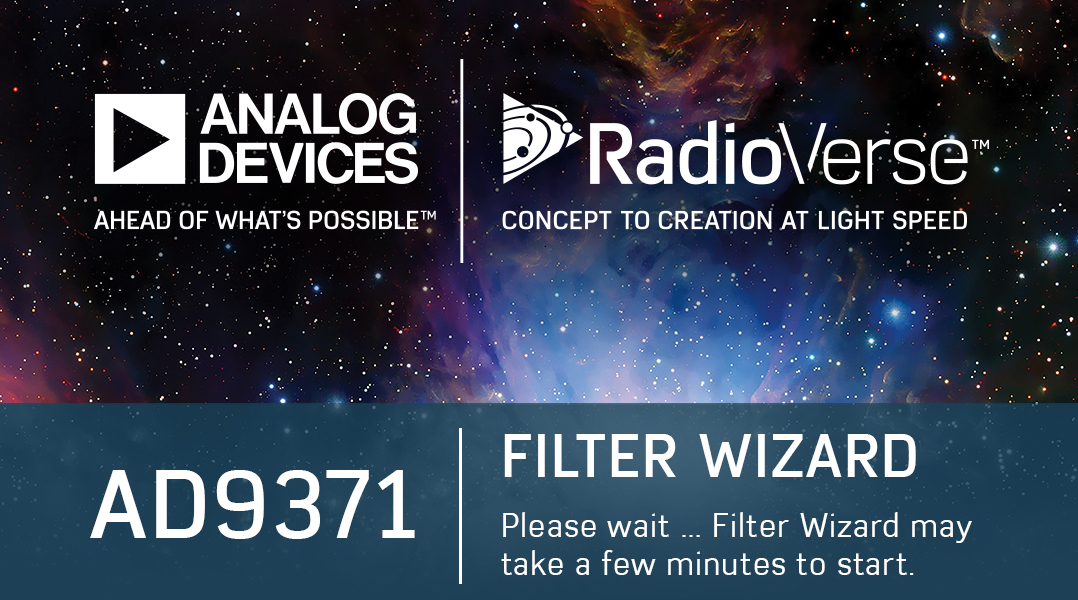 ANALOG
DEVICES
AHEAD OF WHAT'S POSSIBLE™
RadioVerse™
CONCEPT TO CREATION AT LIGHT SPEED
AD9371
FILTER WIZARD
Please wait ... Filter Wizard may
take a few minutes to start.